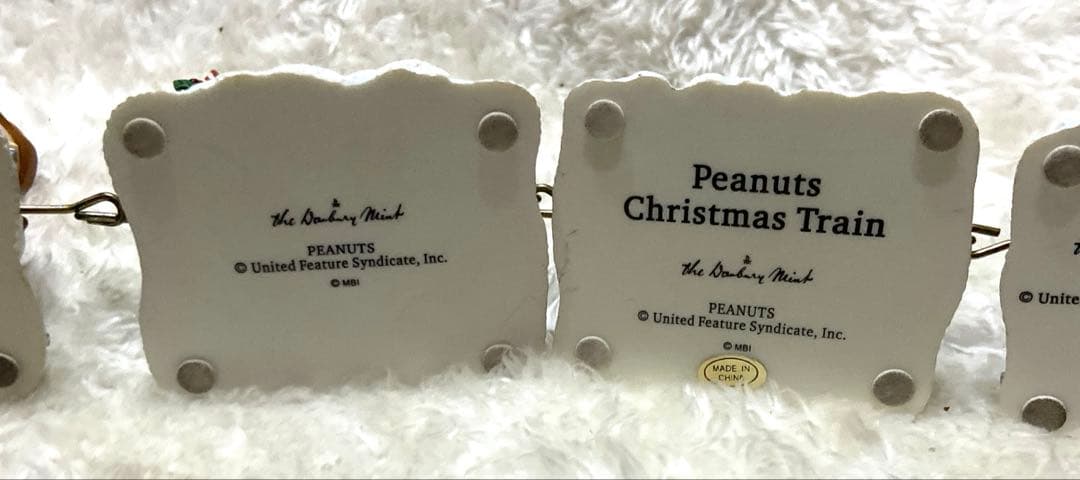 the Danbury Mint
PEANUTS
© United Feature Syndicate, Inc.
© MBI
Peanuts
Christmas Train
the Danbury Mint
PEANUTS
© United Feature Syndicate, Inc.
© MBI
MADE IN
CHINA
© Unite